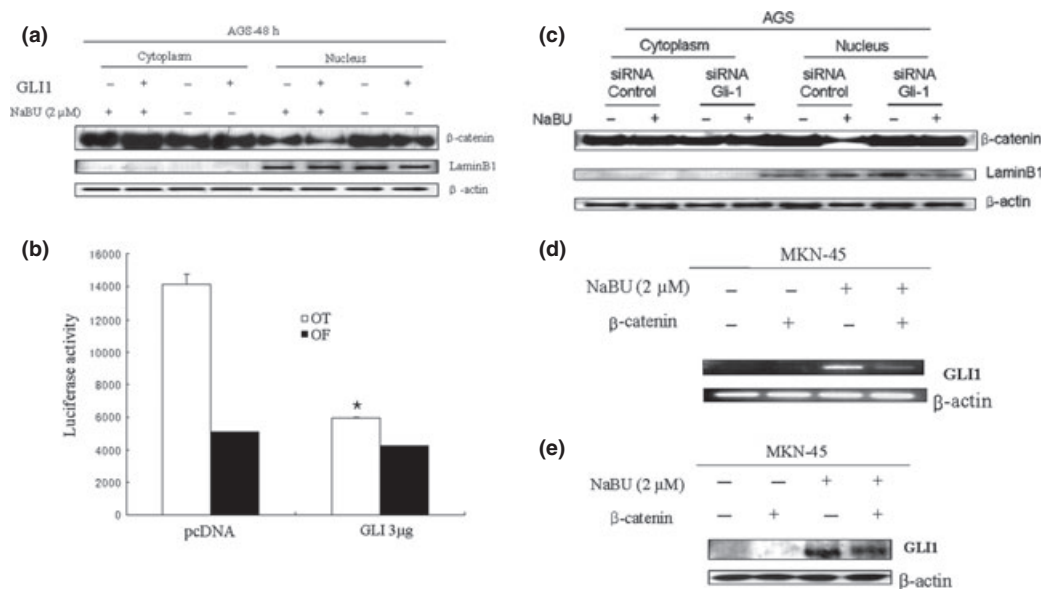 (a)
AGS-48 h
Cytoplasm Nucleus
GLI1 – + – + – + – +
NaBU (2 μM) + + – – + + – –
β-catenin
LaminB1
β -actin
(b)
16000
14000
12000
10000
8000
6000
4000
2000
0
Luciferase activity
OT
OF
*
pcDNA GLI 3μg
(c)
AGS
Cytoplasm Nucleus
siRNA siRNA siRNA siRNA
Control Gli-1 Control Gli-1
NaBU – + – + – + – +
β-catenin
LaminB1
β-actin
(d)
MKN-45
NaBU (2 μM) – – + +
β-catenin – + – +
GLI1
β-actin
(e)
MKN-45
NaBU (2 μM) – – + +
β-catenin – + – +
GLI1
β-actin